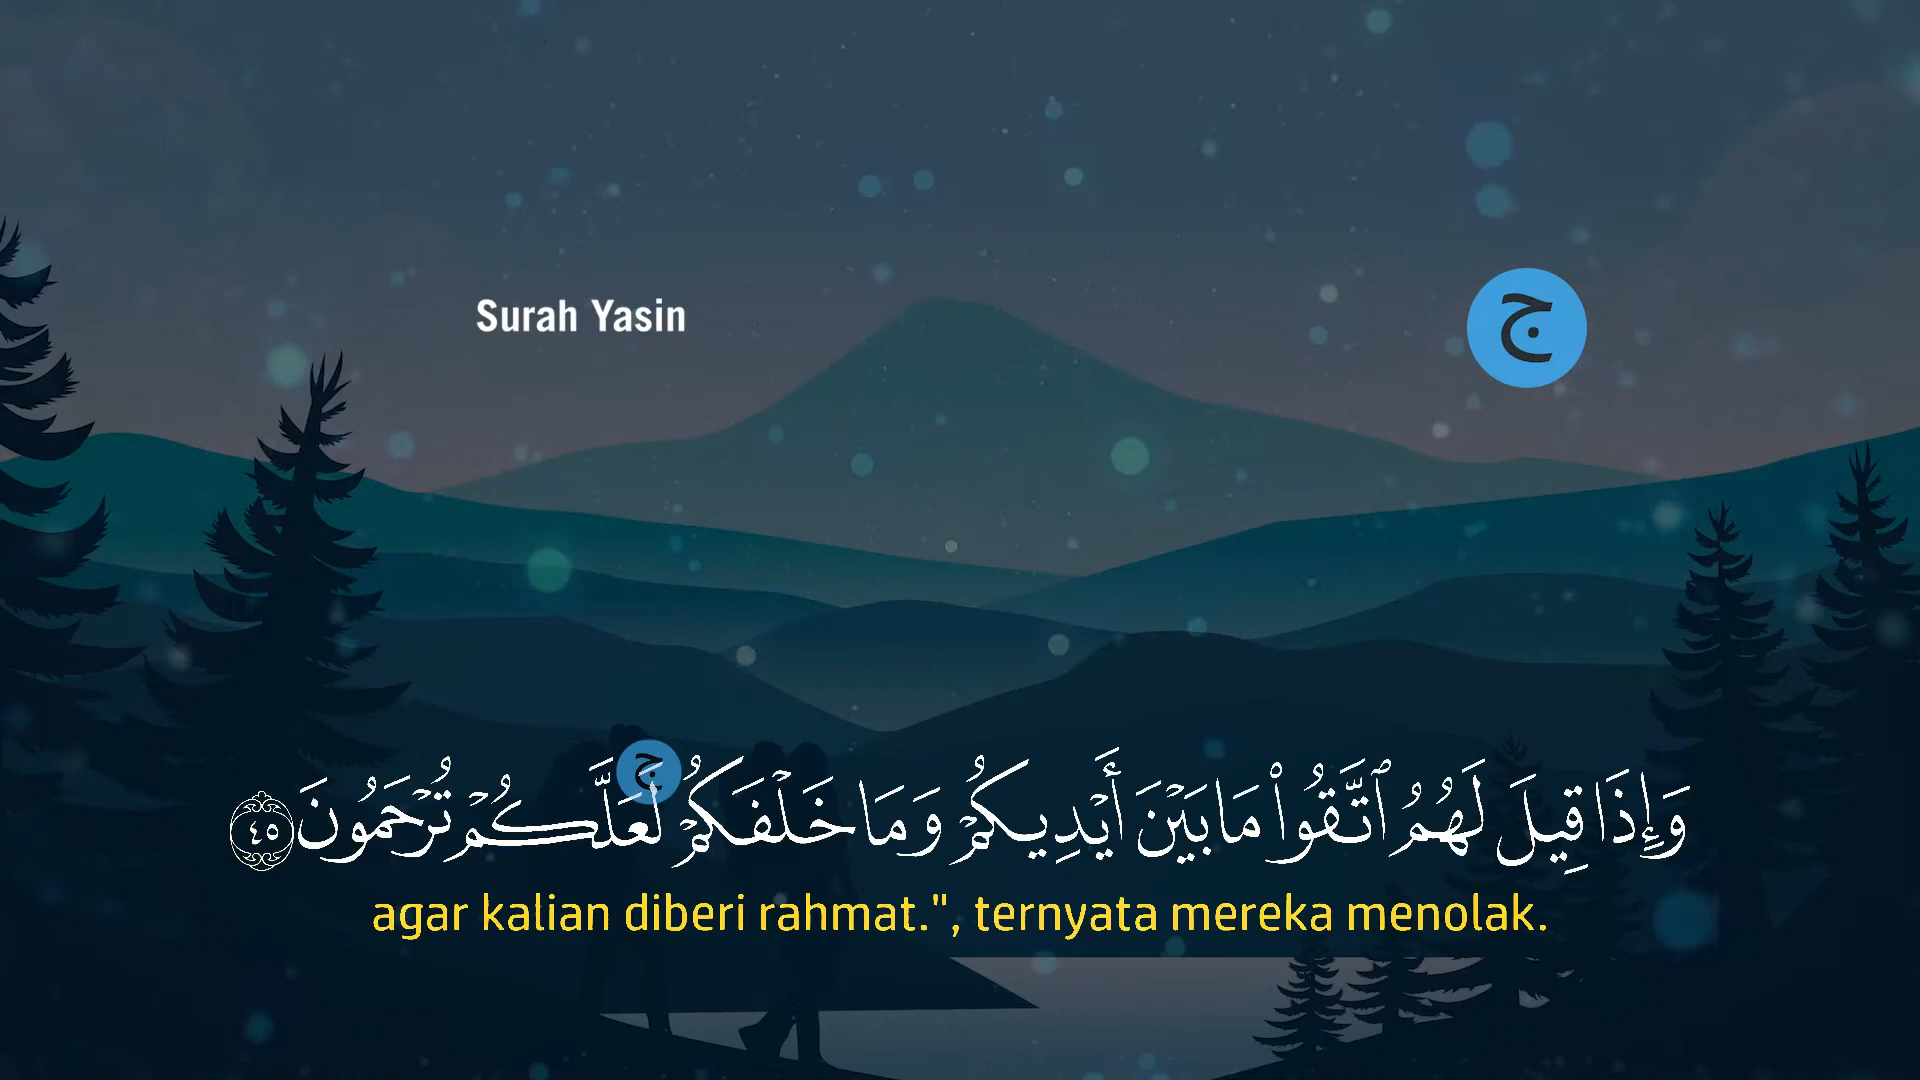 Surah Yasin
ج
ج
وَإِذَا قِيلَ لَهُمُ ٱتَّقُوا۟ مَا بَيْنَ أَيْدِيكُمْ وَمَا خَلْفَكُمْ لَعَلَّكُمْ تُرْحَمُونَ ٤٥
agar kalian diberi rahmat.", ternyata mereka menolak.